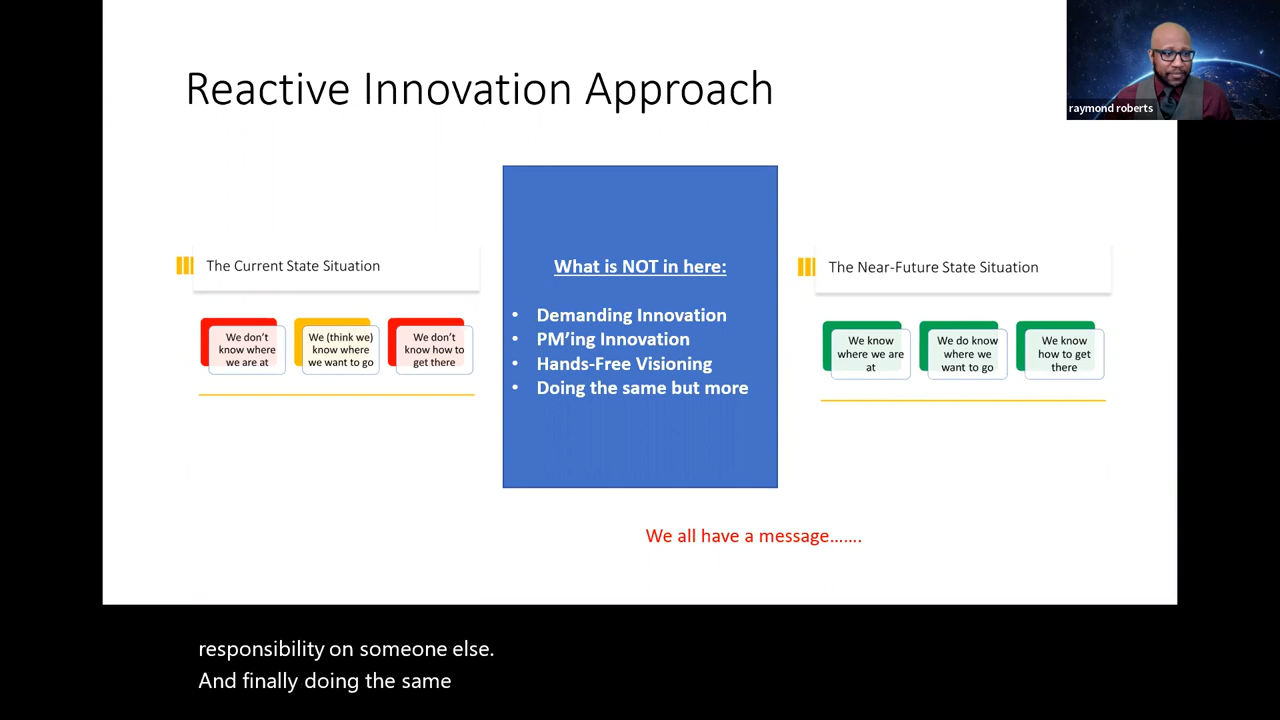 Reactive Innovation Approach
raymond roberts
The Current State Situation
We don't
know where
we are at
We (think we)
know where
we want to go
We don't
know how to
get there
What is NOT in here:
• Demanding Innovation
• PM'ing Innovation
• Hands-Free Visioning
• Doing the same but more
The Near-Future State Situation
We know
where we are
at
We do know
where we
want to go
We know
how to get
there
We all have a message…….
responsibility on someone else.
And finally doing the same